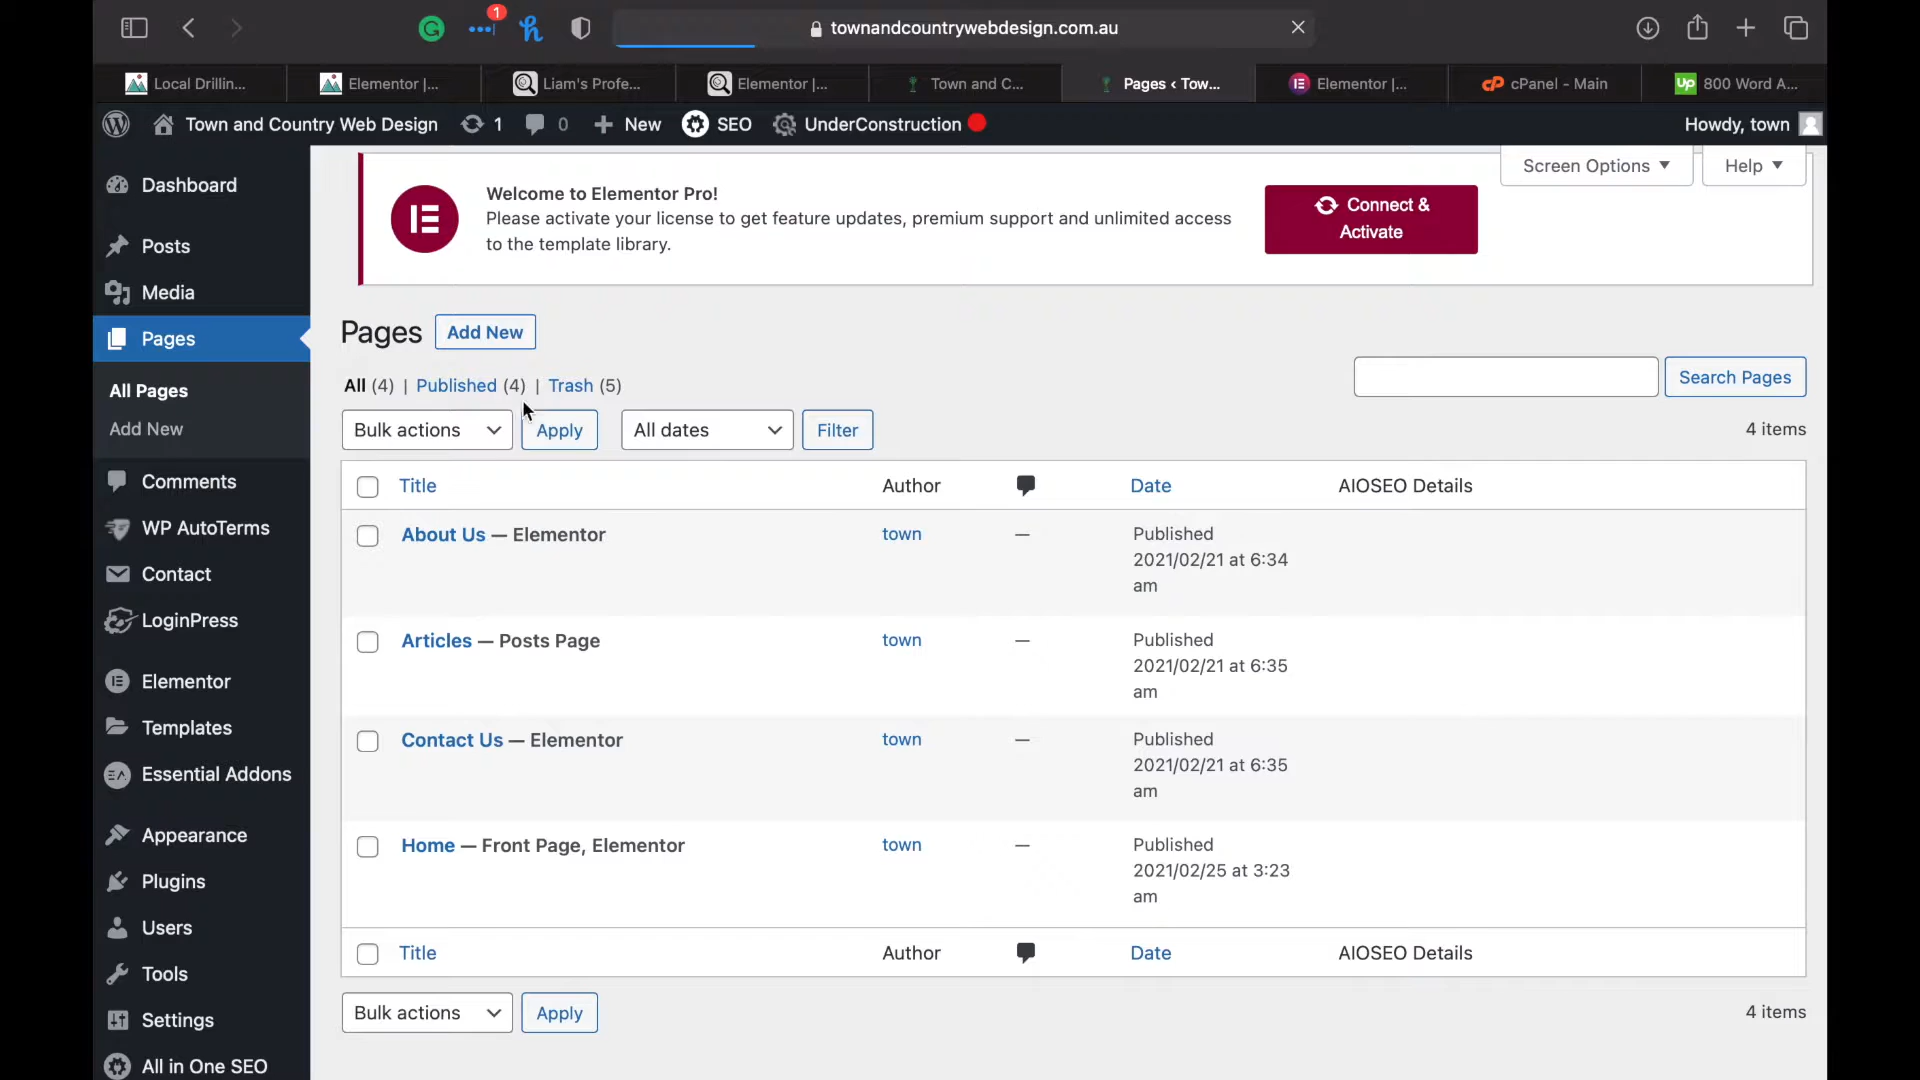 1
townandcountrywebdesign.com.au
Local Drillin...
Elementor |...
Liam's Profe...
Elementor |...
Town and C...
Pages < Tow...
Elementor |...
cP cPanel - Main
Up 800 Word A...
Town and Country Web Design
1
0
New
SEO
UnderConstruction
Howdy, town
Screen Options
Help
Dashboard
Posts
Media
Pages
All Pages
Add New
Comments
WP AutoTerms
Contact
LoginPress
Elementor
Templates
EA Essential Addons
Appearance
Plugins
Users
Tools
Settings
All in One SEO
Welcome to Elementor Pro!
Please activate your license to get feature updates, premium support and unlimited access
to the template library.
Connect &
Activate
Pages
Add New
All (4) | Published (4) | Trash (5)
Search Pages
Bulk actions
Apply
All dates
Filter
4 items
Title
Author
Date
AIOSEO Details
About Us — Elementor
town
—
Published
2021/02/21 at 6:34
am
Articles — Posts Page
town
—
Published
2021/02/21 at 6:35
am
Contact Us — Elementor
town
—
Published
2021/02/21 at 6:35
am
Home — Front Page, Elementor
town
—
Published
2021/02/25 at 3:23
am
Title
Author
Date
AIOSEO Details
Bulk actions
Apply
4 items